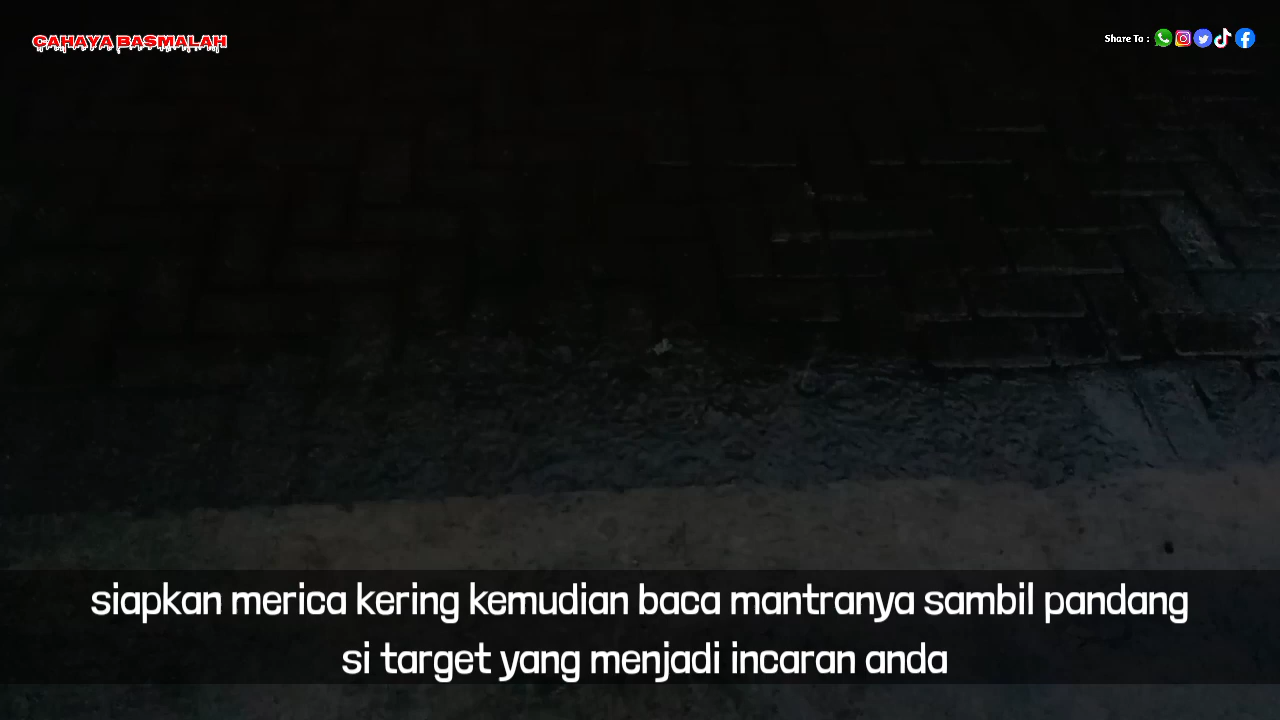 CAHAYA BASMALAH
Share To :
siapkan merica kering kemudian baca mantranya sambil pandang
si target yang menjadi incaran anda